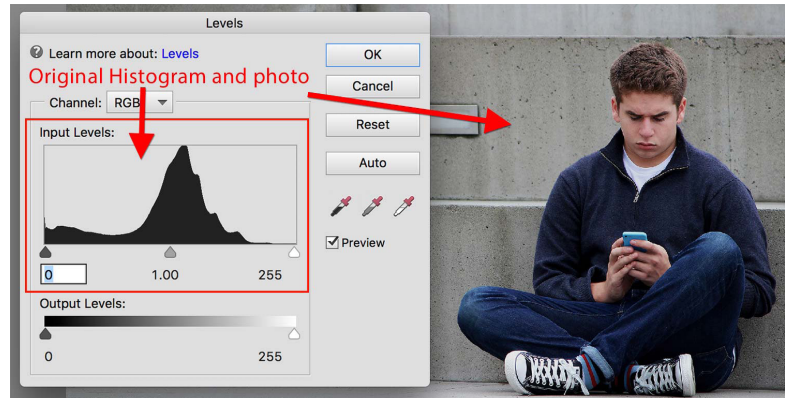 Levels
Learn more about: Levels
Original Histogram and photo
Channel: RGB
Input Levels:
0 1.00 255
Output Levels:
0 255
OK
Cancel
Reset
Auto
Preview